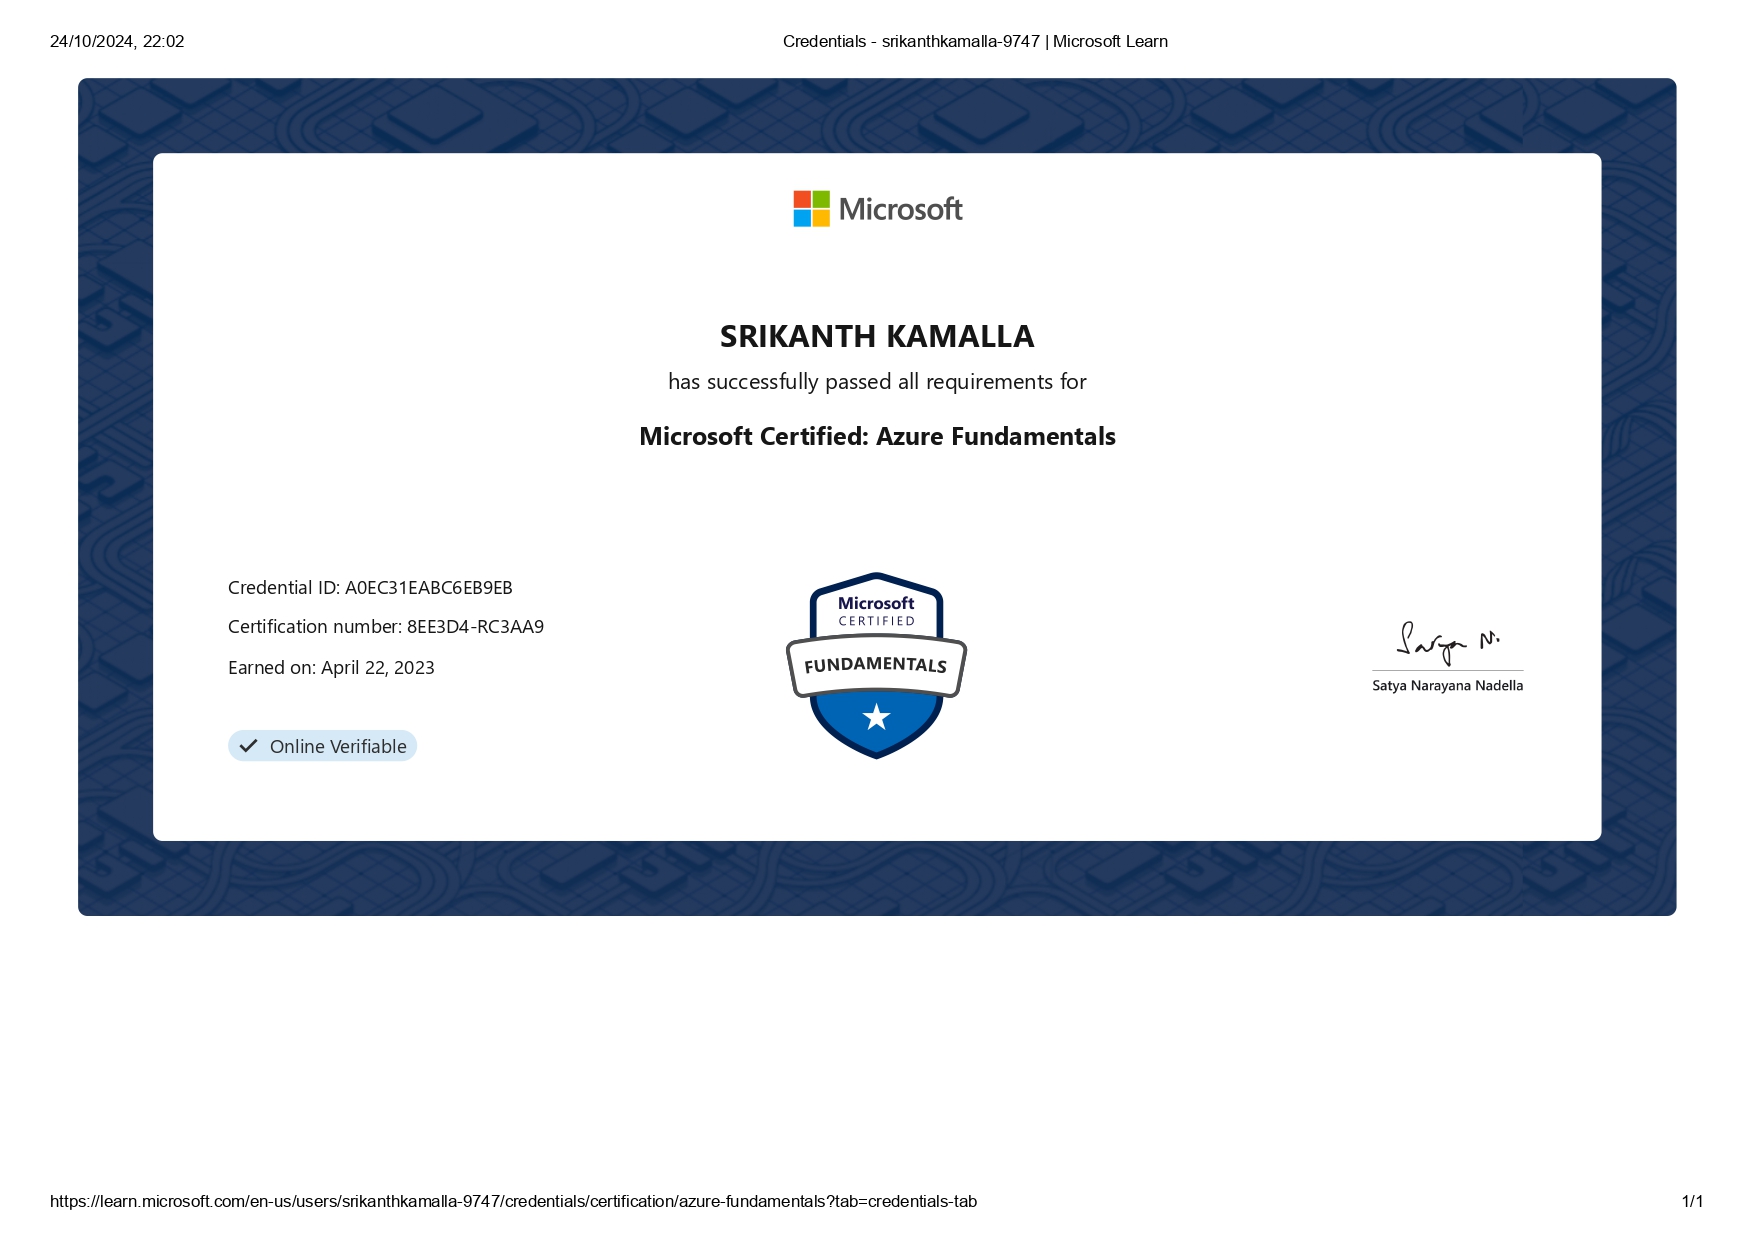 24/10/2024, 22:02
Credentials - srikanthkamalla-9747 | Microsoft Learn
Microsoft
SRIKANTH KAMALLA
has successfully passed all requirements for
Microsoft Certified: Azure Fundamentals
Credential ID: A0EC31EABC6EB9EB
Certification number: 8EE3D4-RC3AA9
Earned on: April 22, 2023
Online Verifiable
Microsoft
CERTIFIED
FUNDAMENTALS
Satya N.
Satya Narayana Nadella
https://learn.microsoft.com/en-us/users/srikanthkamalla-9747/credentials/certification/azure-fundamentals?tab=credentials-tab
1/1